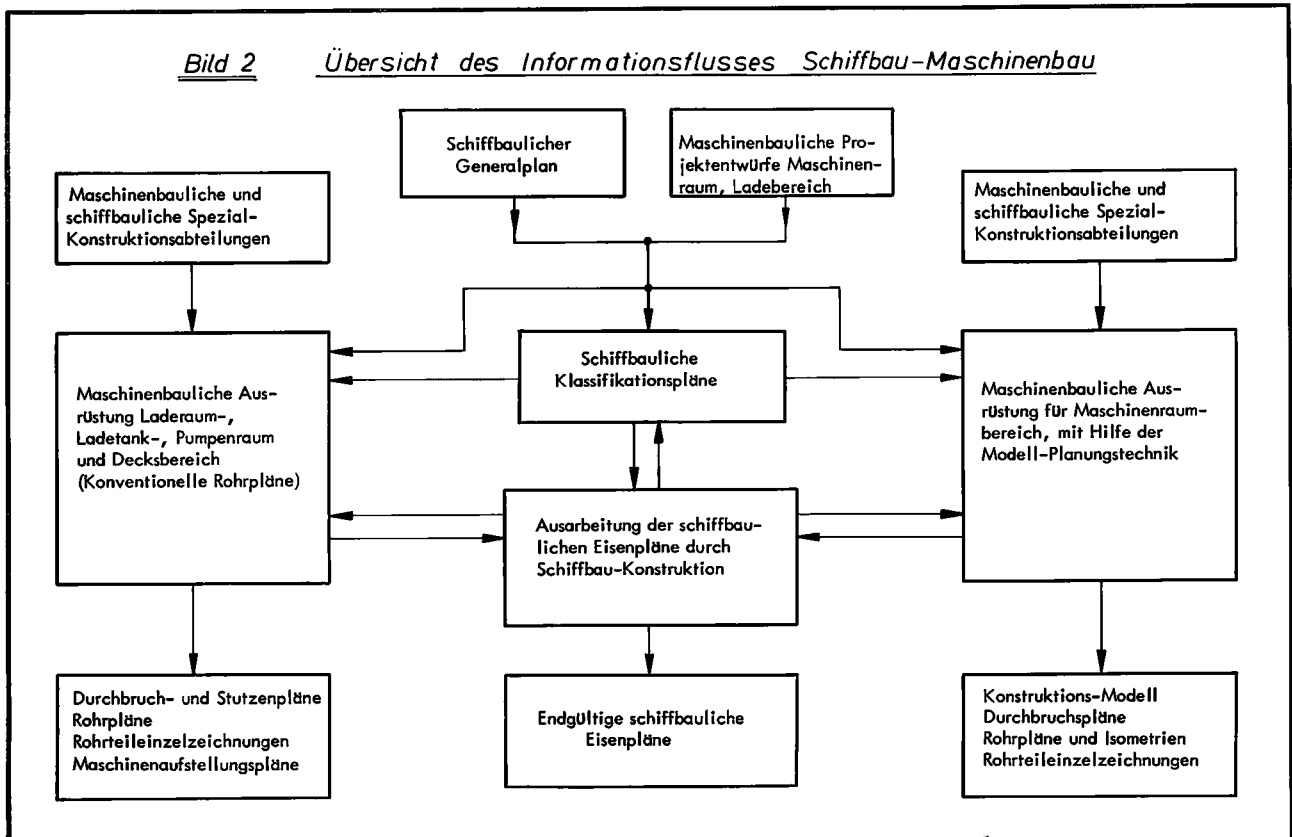 Bild 2 Übersicht des Informationsflusses Schiffbau-Maschinenbau
Schiffbaulicher
Generalplan
Maschinenbauliche Pro-
jektentwürfe Maschinen-
raum, Ladebereich
Maschinenbauliche und
schiffbauliche Spezial-
Konstruktionsabteilungen
Maschinenbauliche und
schiffbauliche Spezial-
Konstruktionsabteilungen
Maschinenbauliche Aus-
rüstung Laderaum-,
Ladetank-, Pumpenraum
und Decksbereich
(Konventionelle Rohrpläne)
Schiffbauliche
Klassifikationspläne
Maschinenbauliche Aus-
rüstung für Maschinenraum-
bereich, mit Hilfe der
Modell-Planungstechnik
Ausarbeitung der schiffbau-
lichen Eisenpläne durch
Schiffbau-Konstruktion
Durchbruch- und Stutzenpläne
Rohrpläne
Rohrteileinzelzeichnungen
Maschinenaufstellungspläne
Endgültige schiffbauliche
Eisenpläne
Konstruktions-Modell
Durchbruchspläne
Rohrpläne und Isometrien
Rohrteileinzelzeichnungen